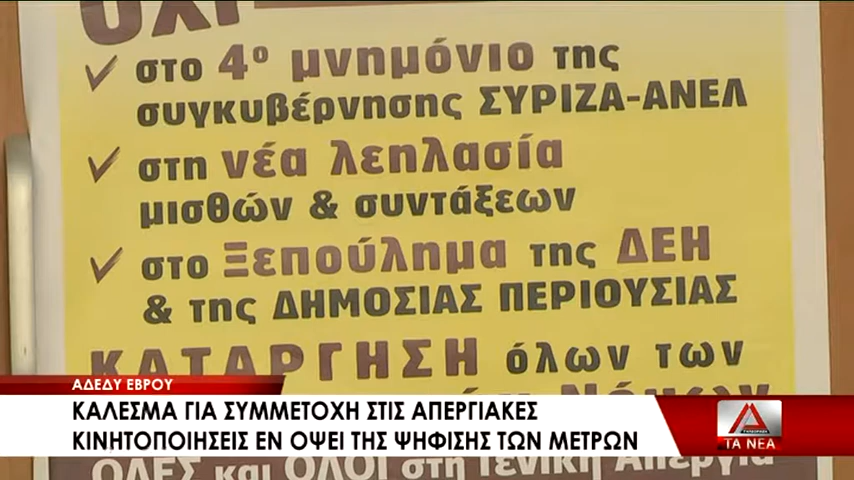 ΟΧΙ
στο 4ο μνημόνιο της
συγκυβέρνησης ΣΥΡΙΖΑ-ΑΝΕΛ
στη νέα λεηλασία
μισθών & συντάξεων
στο Ξεπούλημα της ΔΕΗ
& της ΔΗΜΟΣΙΑΣ ΠΕΡΙΟΥΣΙΑΣ
ΚΑΤΑΡΓΗΣΗ όλων των
Νόμων
ΑΔΕΔΥ ΕΒΡΟΥ
ΚΑΛΕΣΜΑ ΓΙΑ ΣΥΜΜΕΤΟΧΗ ΣΤΙΣ ΑΠΕΡΓΙΑΚΕΣ
ΚΙΝΗΤΟΠΟΙΗΣΕΙΣ ΕΝ ΟΨΕΙ ΤΗΣ ΨΗΦΙΣΗΣ ΤΩΝ ΜΕΤΡΩΝ
ΤΑ ΝΕΑ
ΟΛΕΣ και ΟΛΟΙ στη Γενική Απεργία